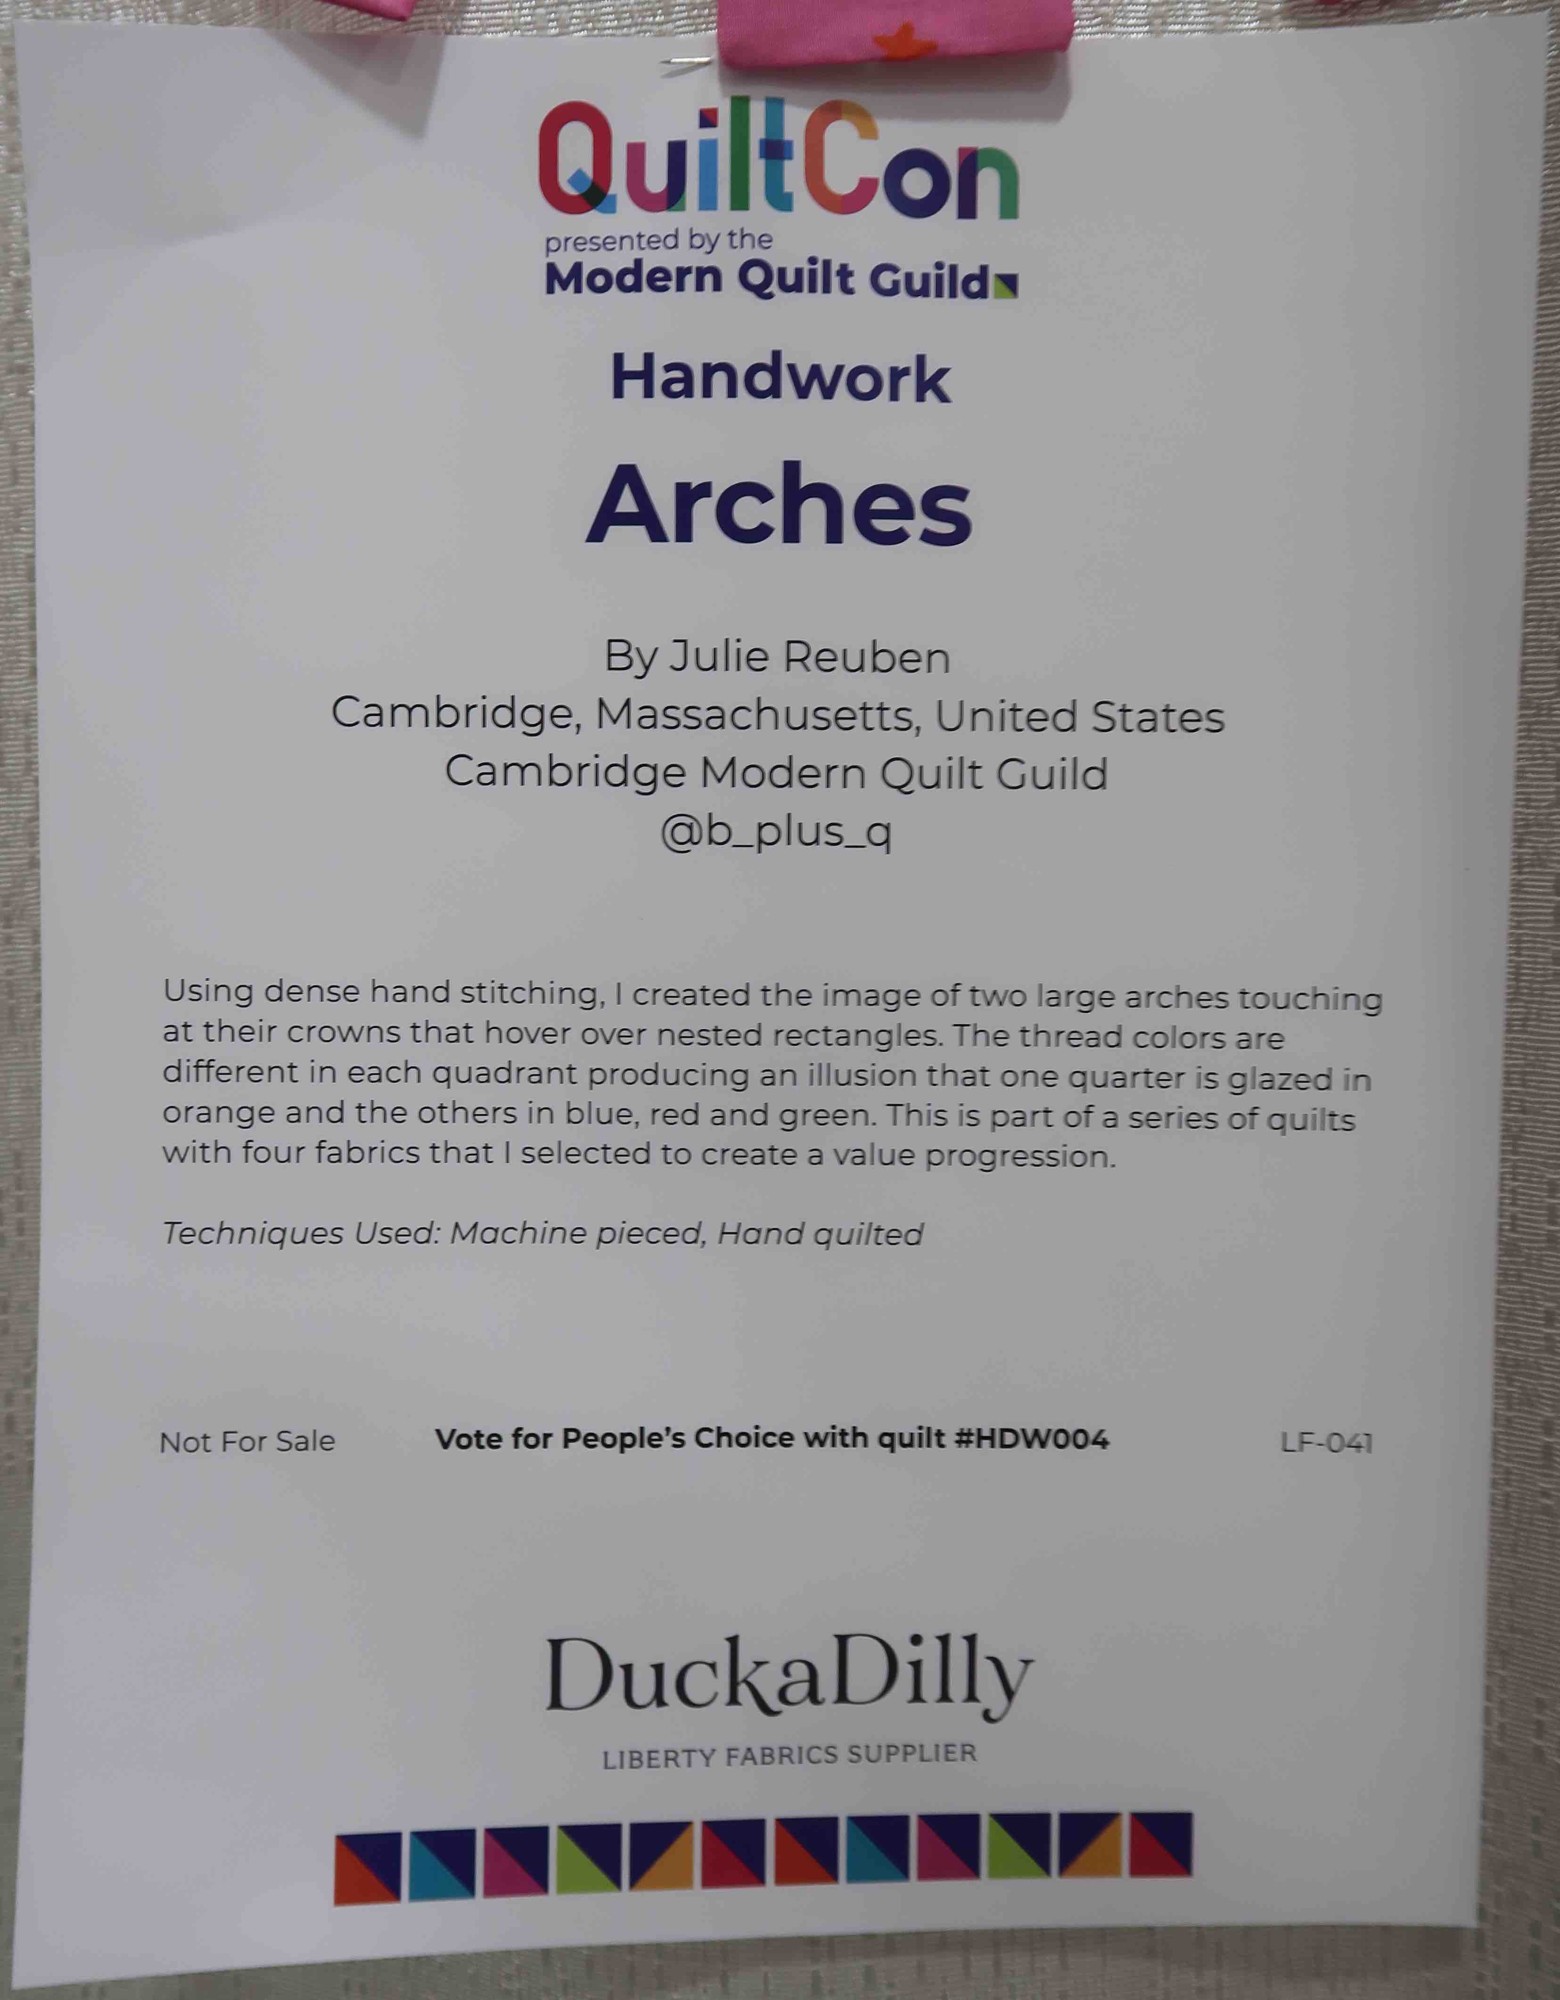 QuiltCon
presented by the
Modern Quilt Guild
Handwork
Arches
By Julie Reuben
Cambridge, Massachusetts, United States
Cambridge Modern Quilt Guild
@b_plus_q
Using dense hand stitching, I created the image of two large arches touching
at their crowns that hover over nested rectangles. The thread colors are
different in each quadrant producing an illusion that one quarter is glazed in
orange and the others in blue, red and green. This is part of a series of quilts
with four fabrics that I selected to create a value progression.
Techniques Used: Machine pieced, Hand quilted
Not For Sale Vote for People's Choice with quilt #HDW004 LF-041
DuckaDilly
LIBERTY FABRICS SUPPLIER